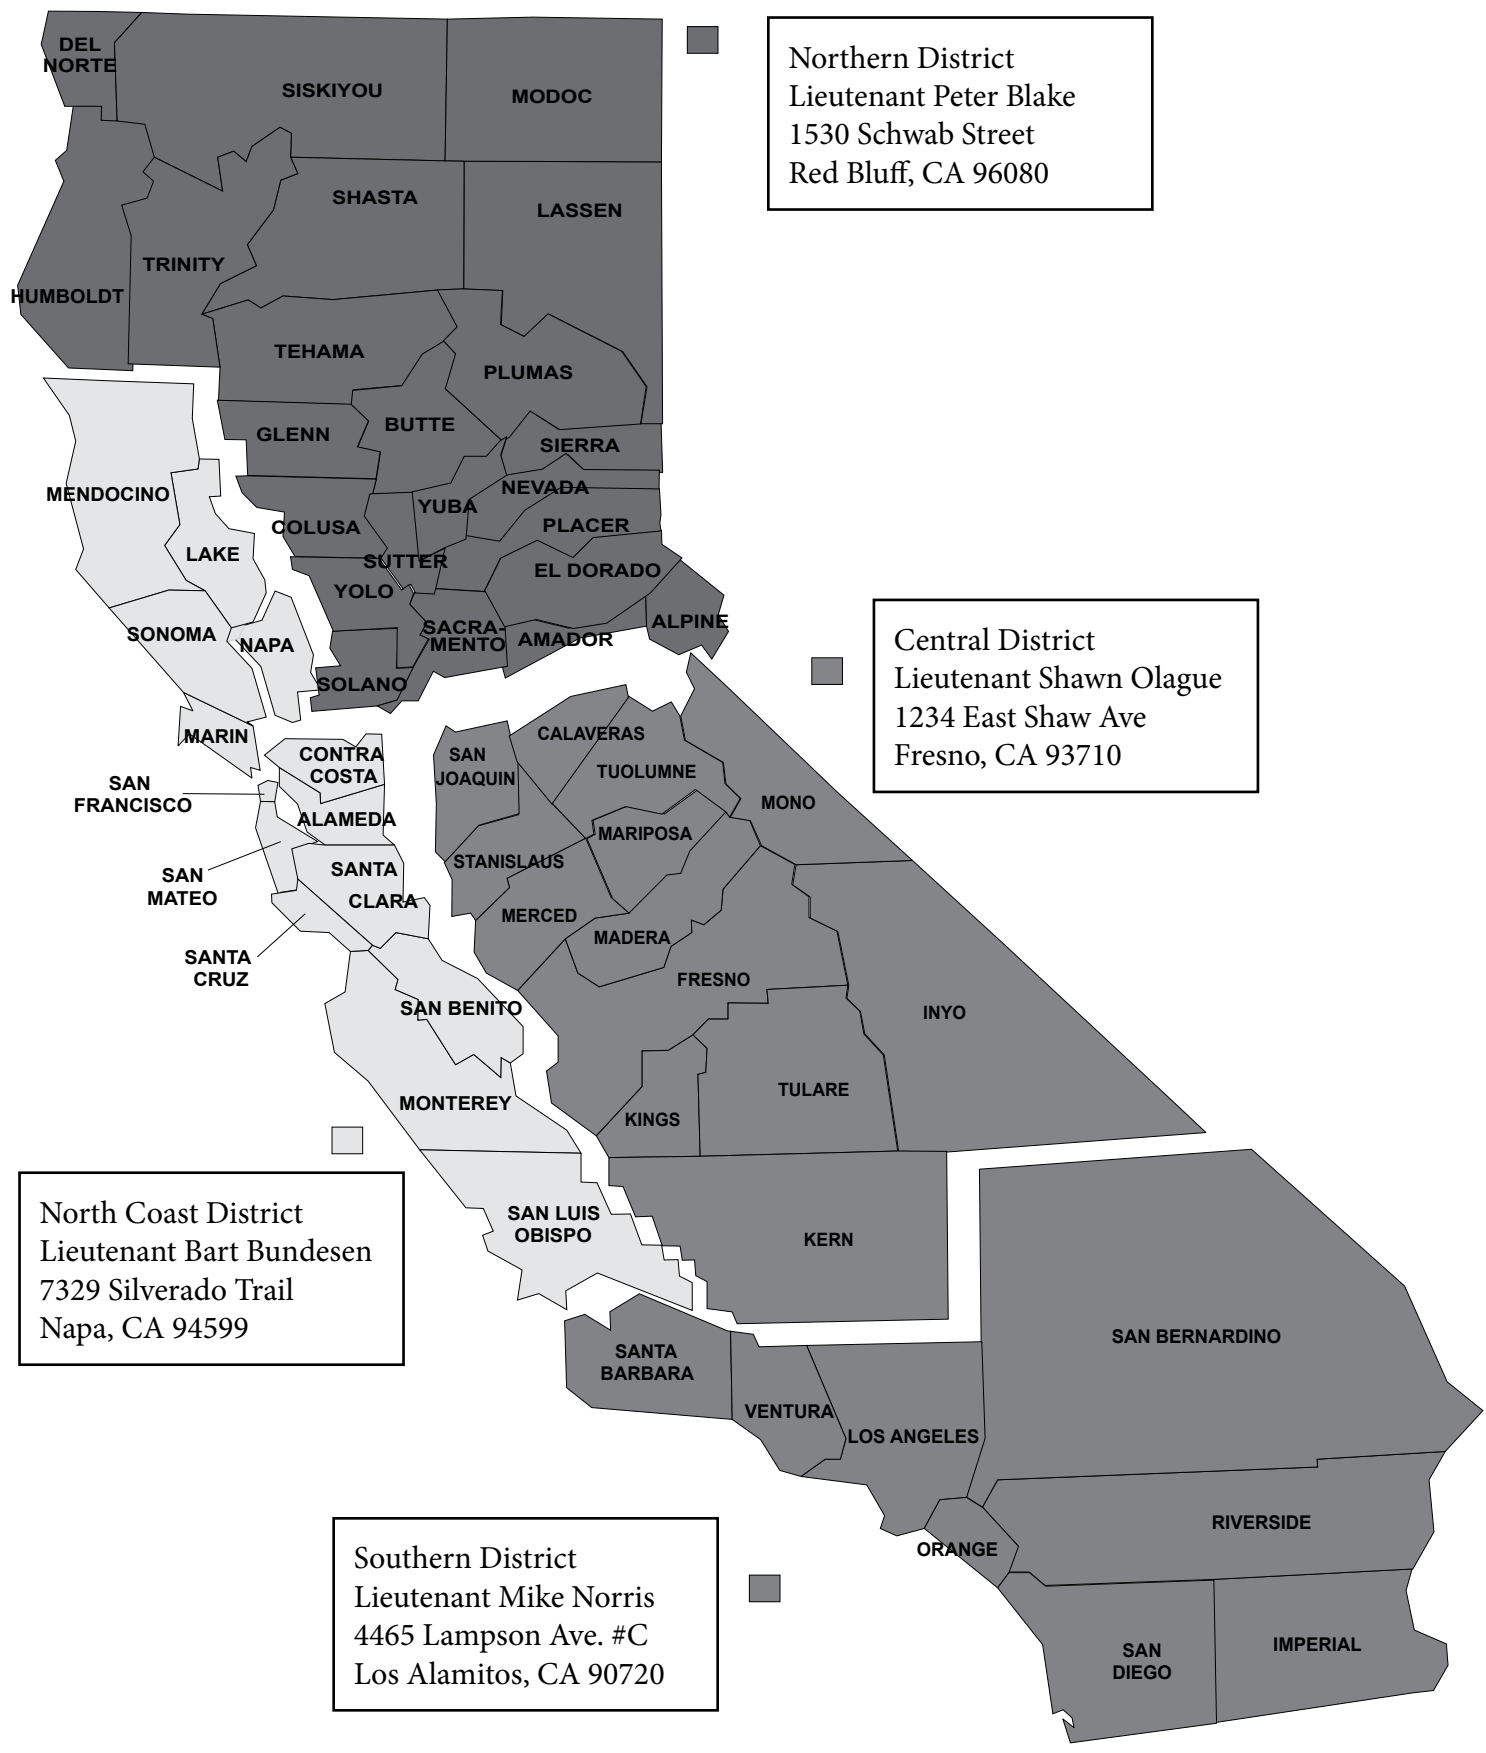 DEL
NORTE
SISKIYOU
MODOC
Northern District
Lieutenant Peter Blake
1530 Schwab Street
Red Bluff, CA 96080
SHASTA
LASSEN
TRINITY
HUMBOLDT
TEHAMA
PLUMAS
BUTTE
GLENN
SIERRA
MENDOCINO
NEVADA
YUBA
COLUSA
PLACER
LAKE
SUTTER
EL DORADO
YOLO
SONOMA
NAPA
SACRA-
MENTO
AMADOR
ALPINE
SOLANO
Central District
Lieutenant Shawn Olague
1234 East Shaw Ave
Fresno, CA 93710
MARIN
CONTRA
COSTA
SAN
JOAQUIN
CALAVERAS
TUOLUMNE
MONO
SAN
FRANCISCO
ALAMEDA
MARIPOSA
STANISLAUS
SAN
MATEO
SANTA
CLARA
MERCED
MADERA
SANTA
CRUZ
FRESNO
SAN BENITO
INYO
MONTEREY
KINGS
TULARE
North Coast District
Lieutenant Bart Bundesen
7329 Silverado Trail
Napa, CA 94599
SAN LUIS
OBISPO
KERN
SAN BERNARDINO
SANTA
BARBARA
VENTURA
LOS ANGELES
RIVERSIDE
ORANGE
Southern District
Lieutenant Mike Norris
4465 Lampson Ave. #C
Los Alamitos, CA 90720
SAN
DIEGO
IMPERIAL